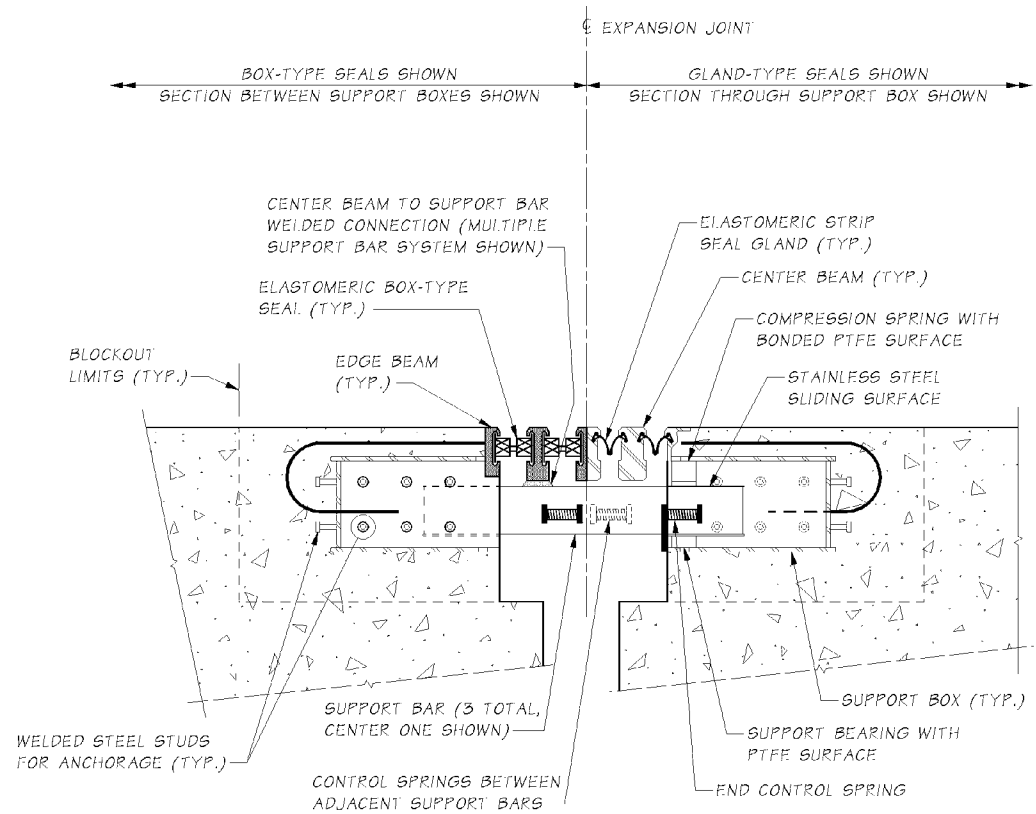 ℄ EXPANSION JOINT
BOX-TYPE SEALS SHOWN
SECTION BETWEEN SUPPORT BOXES SHOWN
GLAND-TYPE SEALS SHOWN
SECTION THROUGH SUPPORT BOX SHOWN
CENTER BEAM TO SUPPORT BAR
WELDED CONNECTION (MULTIPLE
SUPPORT BAR SYSTEM SHOWN)
ELASTOMERIC STRIP
SEAL GLAND (TYP.)
CENTER BEAM (TYP.)
ELASTOMERIC BOX-TYPE
SEAL (TYP.)
COMPRESSION SPRING WITH
BONDED PTFE SURFACE
BLOCKOUT
LIMITS (TYP.)
EDGE BEAM
(TYP.)
STAINLESS STEEL
SLIDING SURFACE
SUPPORT BAR (3 TOTAL,
CENTER ONE SHOWN)
SUPPORT BOX (TYP.)
WELDED STEEL STUDS
FOR ANCHORAGE (TYP.)
SUPPORT BEARING WITH
PTFE SURFACE
CONTROL SPRINGS BETWEEN
ADJACENT SUPPORT BARS
END CONTROL SPRING